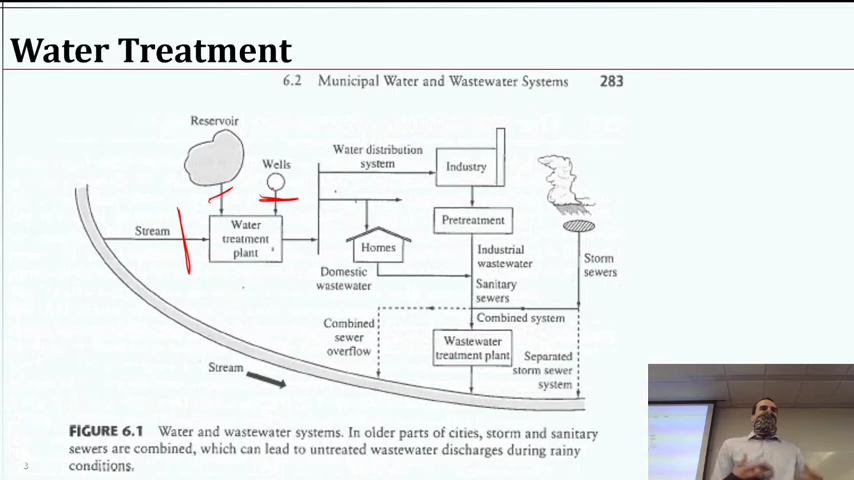 Water Treatment
6.2 Municipal Water and Wastewater Systems 283
Reservoir
Wells
Water distribution
system
Industry
Stream
Water
treatment
plant
Pretreatment
Homes
Industrial
wastewater
Domestic
wastewater
Storm
sewers
Sanitary
sewers
Combined system
Combined
sewer
overflow
Wastewater
treatment plant
Separated
storm sewer
system
Stream
FIGURE 6.1 Water and wastewater systems. In older parts of cities, storm and sanitary
sewers are combined, which can lead to untreated wastewater discharges during rainy
conditions.
3